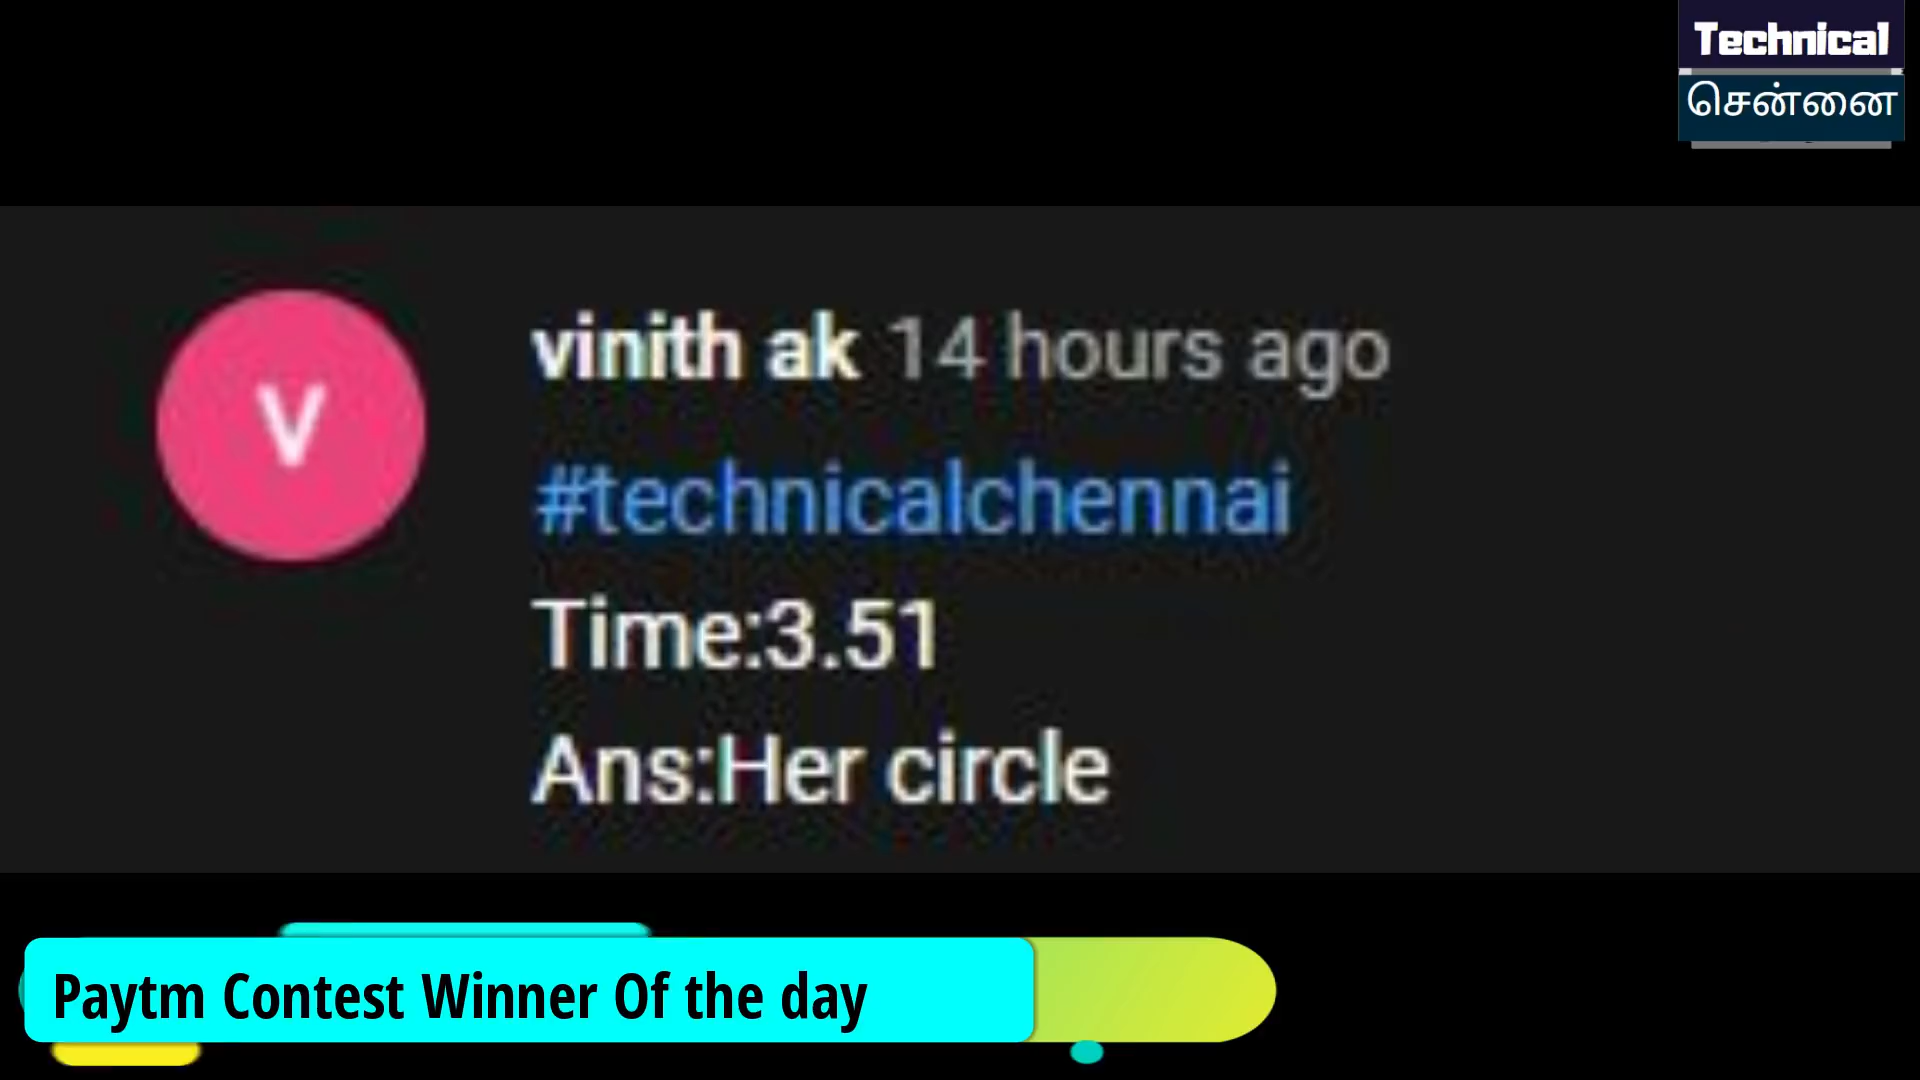 Technical
சென்னை
V
vinith ak 14 hours ago
#technicalchennai
Time:3.51
Ans:Her circle
Paytm Contest Winner Of the day